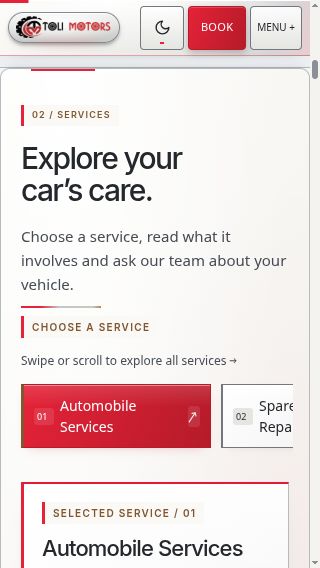 TOLI MOTORS
BOOK
MENU +
02 / SERVICES
Explore your
car’s care.
Choose a service, read what it
involves and ask our team about your
vehicle.
CHOOSE A SERVICE
Swipe or scroll to explore all services →
01
Automobile
Services
↗
02
Spare
Repa
SELECTED SERVICE / 01
Automobile Services